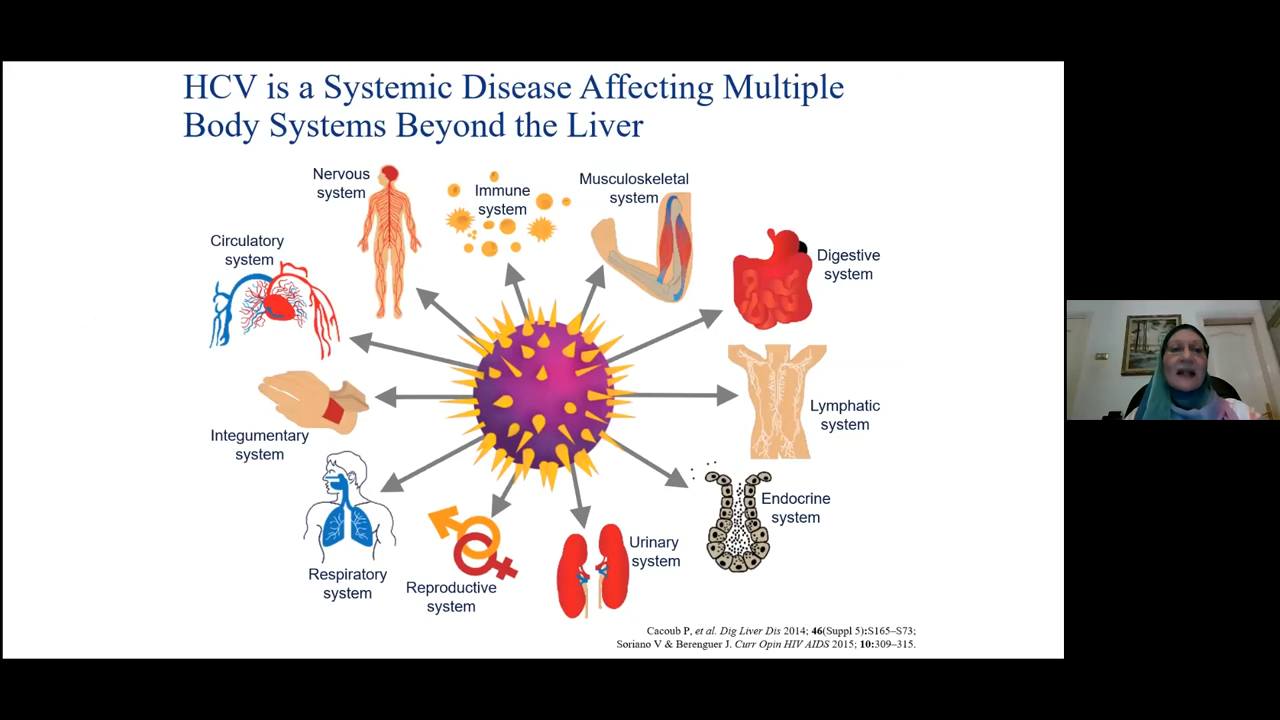 HCV is a Systemic Disease Affecting Multiple
Body Systems Beyond the Liver
Nervous
system
Immune
system
Musculoskeletal
system
Circulatory
system
Digestive
system
Integumentary
system
Lymphatic
system
Endocrine
system
Respiratory
system
Reproductive
system
Urinary
system
Cacoub P, et al. Dig Liver Dis 2014; 46(Suppl 5):S165–S73;
Soriano V & Berenguer J. Curr Opin HIV AIDS 2015; 10:309–315.